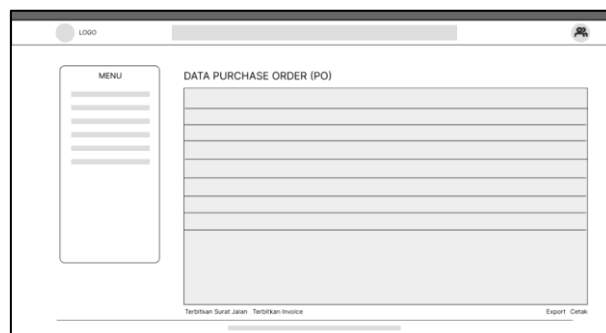 LOGO
MENU
DATA PURCHASE ORDER (PO)
Terbitkan Surat Jalan Terbitkan Invoice
Export Cetak